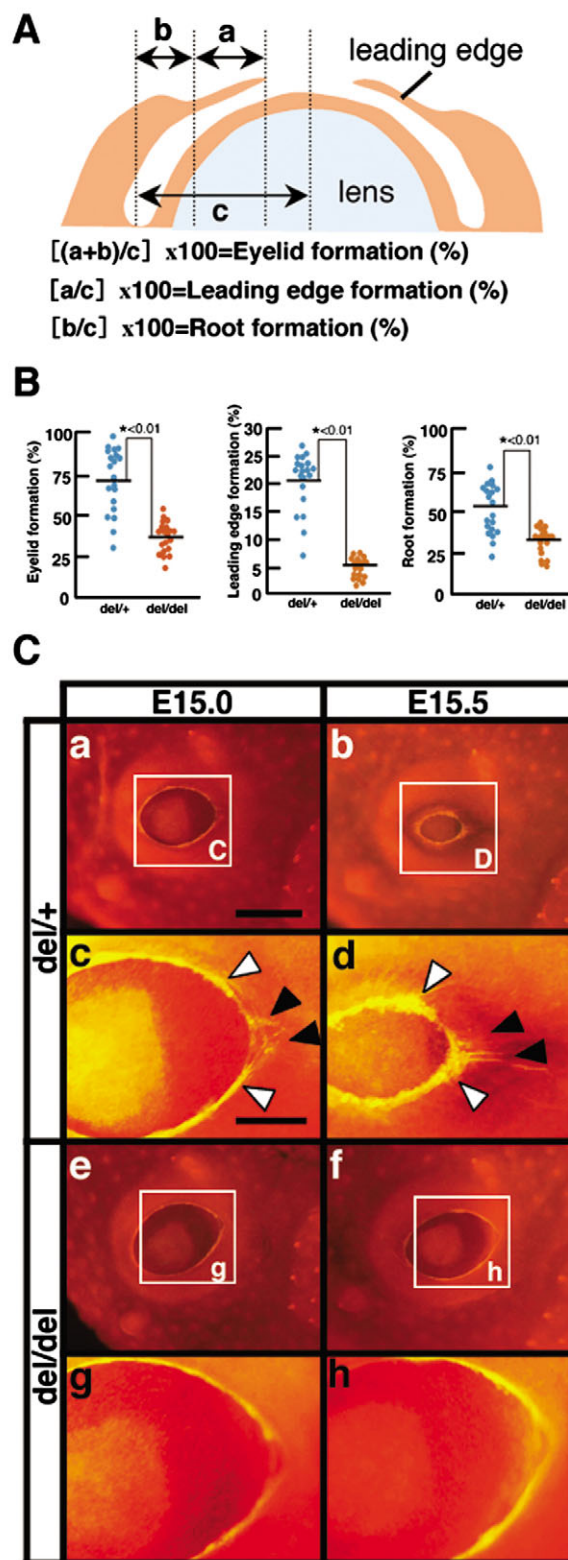 A
b a
leading edge
lens
c
[(a+b)/c] x100=Eyelid formation (%)
[a/c] x100=Leading edge formation (%)
[b/c] x100=Root formation (%)
B
Eyelid formation (%)
100
75
50
25
0
*<0.01
del/+ del/del
Leading edge formation (%)
30
25
20
15
10
5
0
*<0.01
del/+ del/del
Root formation (%)
100
75
50
25
0
*<0.01
del/+ del/del
C
E15.0 E15.5
del/+
a b
C D
c d
del/del
e f
g h
g h